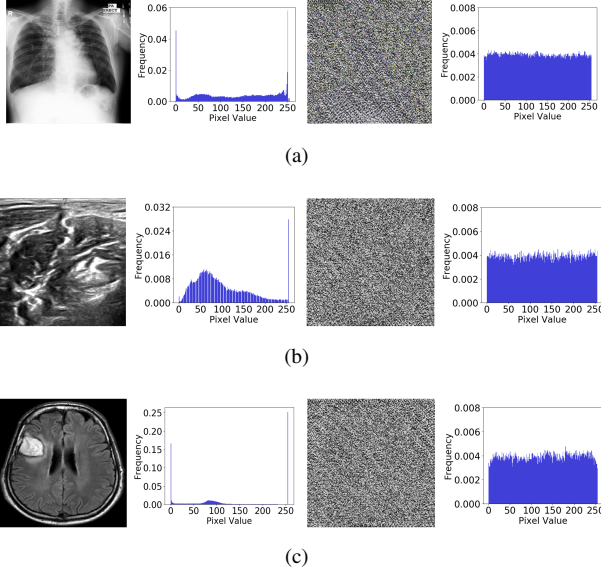 R
Frequency
0.06
0.04
0.02
0.00
0 50 100 150 200 250
Pixel Value
Frequency
0.008
0.006
0.004
0.002
0.000
0 50 100 150 200 250
Pixel Value
(a)
Frequency
0.032
0.024
0.016
0.008
0.000
0 50 100 150 200 250
Pixel Value
Frequency
0.008
0.006
0.004
0.002
0.000
0 50 100 150 200 250
Pixel Value
(b)
Frequency
0.25
0.20
0.15
0.10
0.05
0.00
0 50 100 150 200 250
Pixel Value
Frequency
0.008
0.006
0.004
0.002
0.000
0 50 100 150 200 250
Pixel Value
(c)